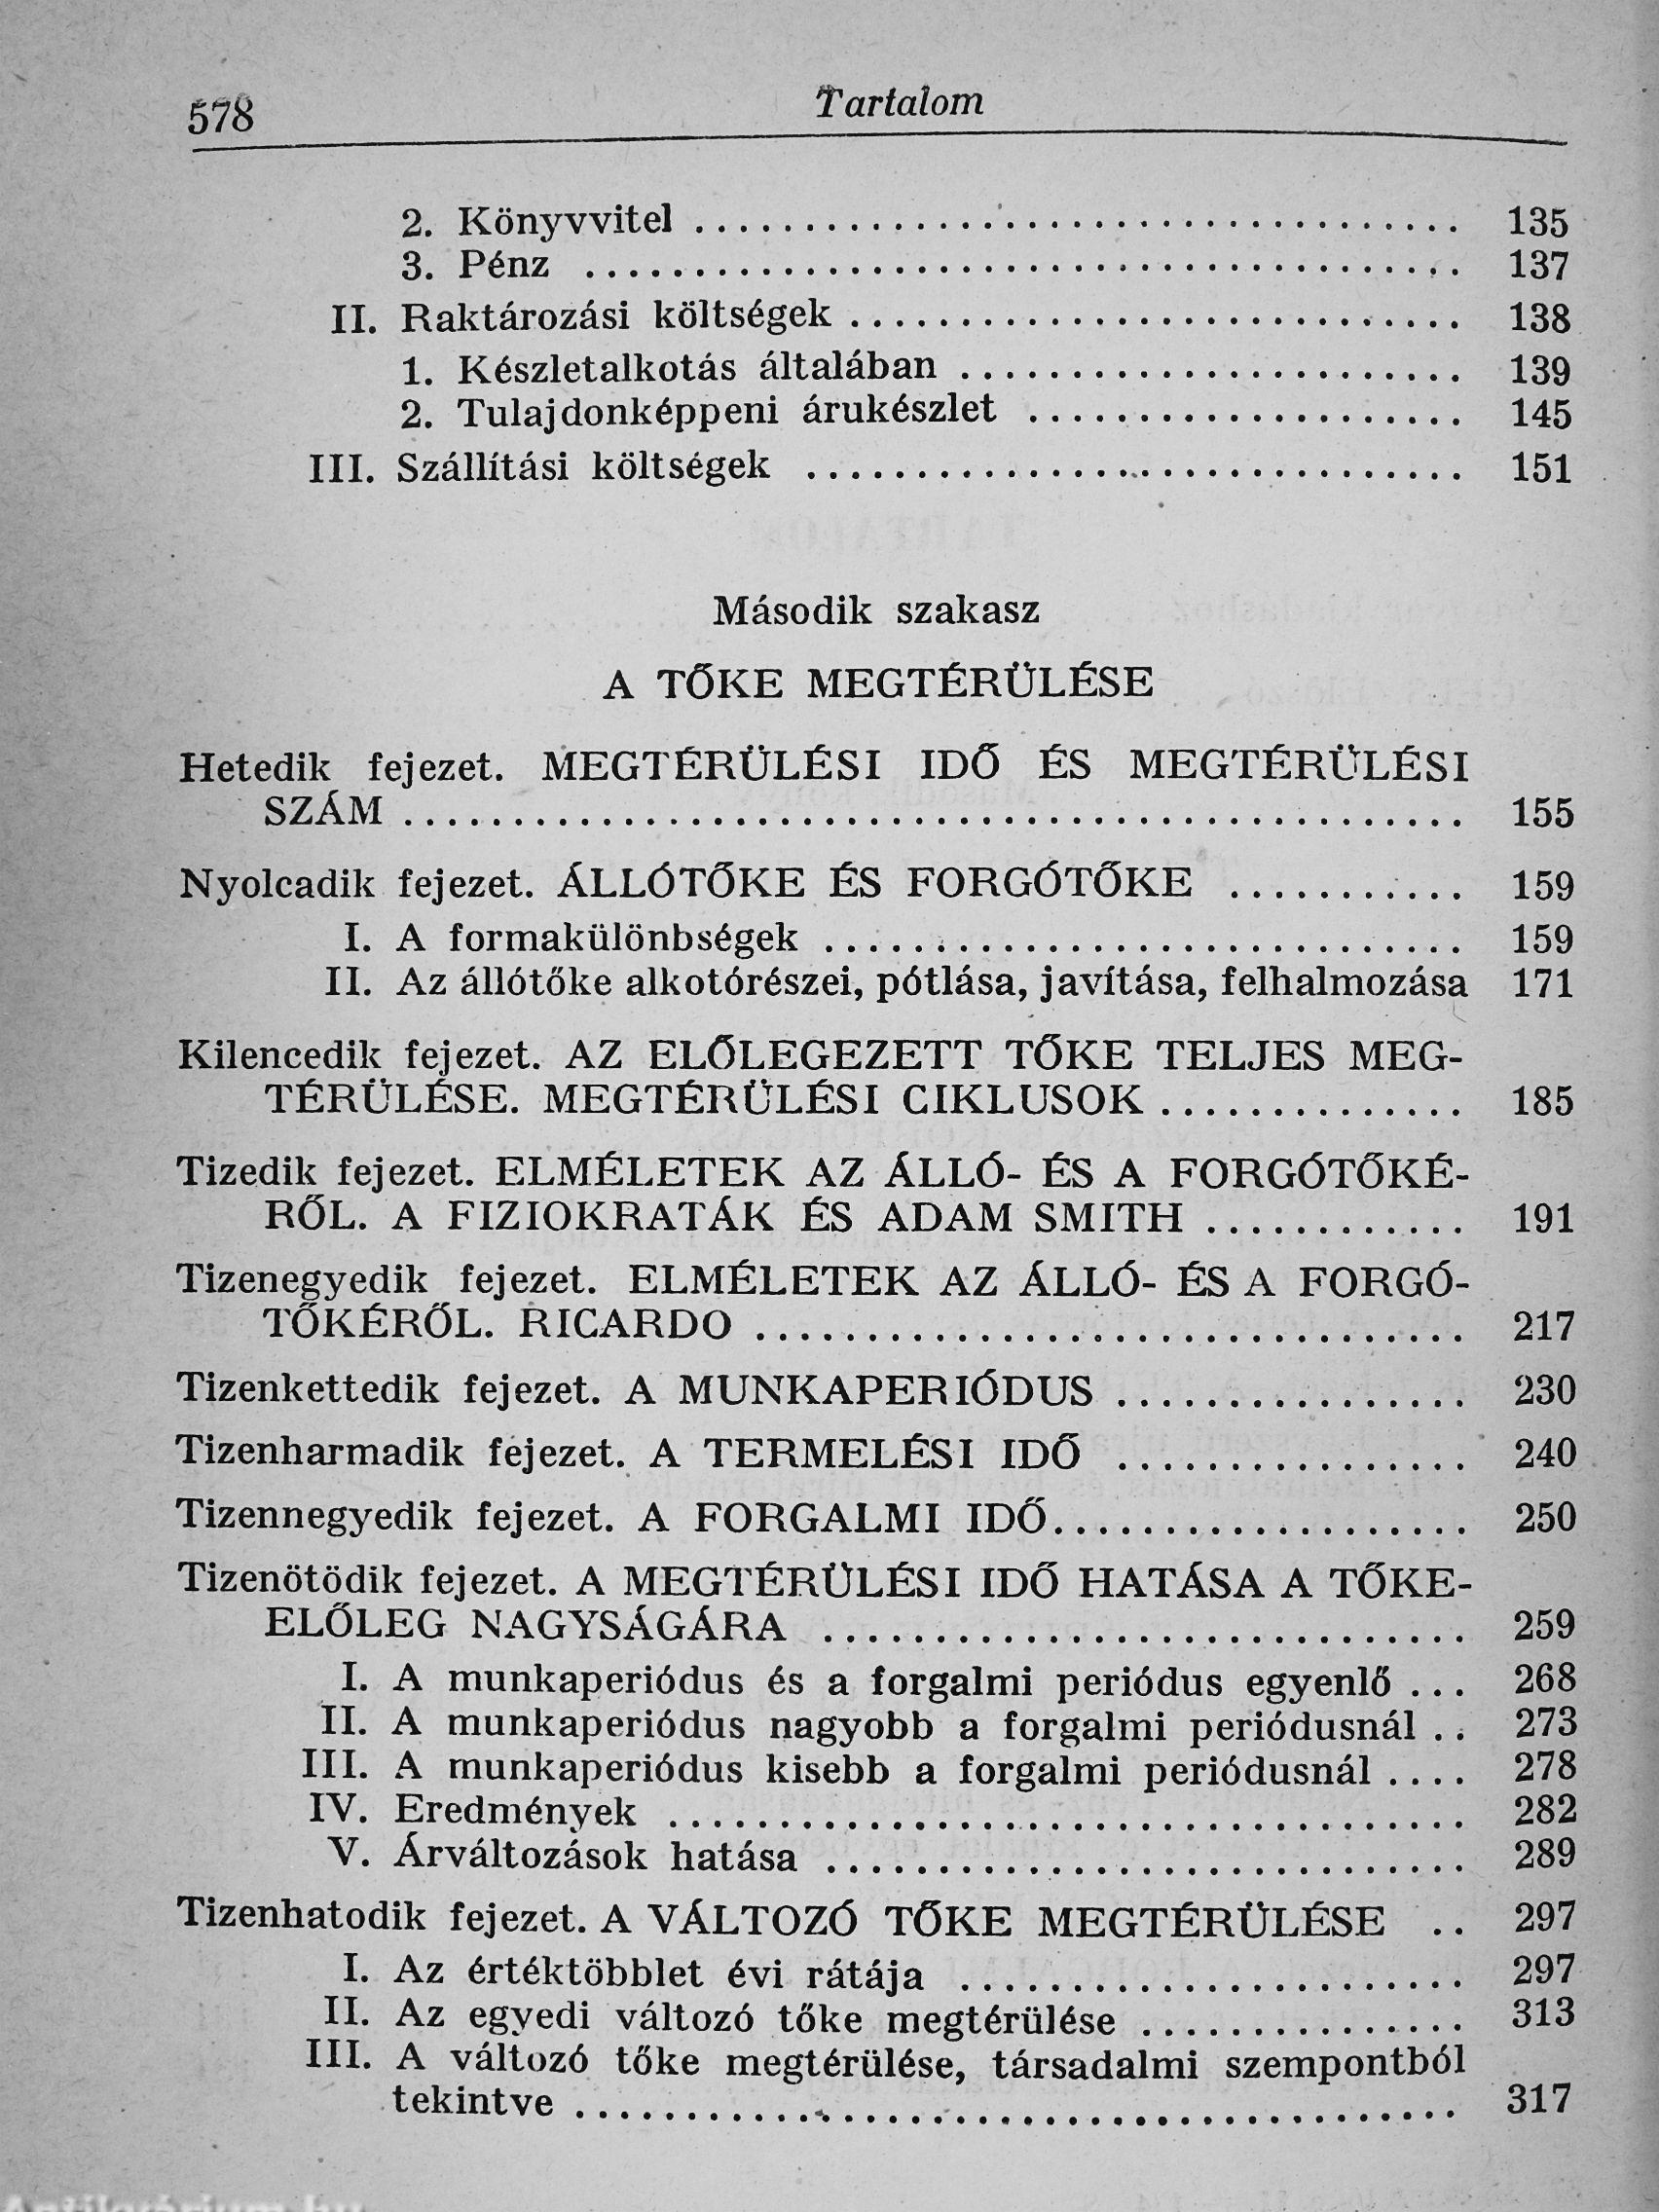 578
Tartalom
2. Könyvvitel . . . . . . . . . . . . . . . . . . . . . . . . . . . . . . . . . . . 135
3. Pénz . . . . . . . . . . . . . . . . . . . . . . . . . . . . . . . . . . . . . . . . 137
II. Raktározási költségek . . . . . . . . . . . . . . . . . . . . . . . . . . . . 138
1. Készletalkotás általában . . . . . . . . . . . . . . . . . . . . . . . 139
2. Tulajdonképpeni árukészlet . . . . . . . . . . . . . . . . . . . . 145
III. Szállítási költségek . . . . . . . . . . . . . . . . . . . . . . . . . . . . . . 151
Második szakasz
A TŐKE MEGTÉRÜLÉSE
Hetedik fejezet. MEGTÉRÜLÉSI IDŐ ÉS MEGTÉRÜLÉSI
SZÁM . . . . . . . . . . . . . . . . . . . . . . . . . . . . . . . . . . . . . . . . . . . . . . . . 155
Nyolcadik fejezet. ÁLLÓTŐKE ÉS FORGÓTŐKE . . . . . . . . . . . 159
I. A formakülönbségek . . . . . . . . . . . . . . . . . . . . . . . . . . . . . 159
II. Az állótőke alkotórészei, pótlása, javítása, felhalmozása 171
Kilencedik fejezet. AZ ELŐLEGEZETT TŐKE TELJES MEG-
TÉRÜLÉSE. MEGTÉRÜLÉSI CIKLUSOK . . . . . . . . . . . . . . 185
Tizedik fejezet. ELMÉLETEK AZ ÁLLÓ- ÉS A FORGÓTŐKÉ-
RŐL. A FIZIOKRATÁK ÉS ADAM SMITH . . . . . . . . . . . . 191
Tizenegyedik fejezet. ELMÉLETEK AZ ÁLLÓ- ÉS A FORGÓ-
TŐKÉRŐL. RICARDO . . . . . . . . . . . . . . . . . . . . . . . . . . . . . . . . 217
Tizenkettedik fejezet. A MUNKAPERIÓDUS . . . . . . . . . . . . . . . . 230
Tizenharmadik fejezet. A TERMELÉSI IDŐ . . . . . . . . . . . . . . . . 240
Tizennegyedik fejezet. A FORGALMI IDŐ. . . . . . . . . . . . . . . . . . . 250
Tizenötödik fejezet. A MEGTÉRÜLÉSI IDŐ HATÁSA A TŐKE-
ELŐLEG NAGYSÁGÁRA . . . . . . . . . . . . . . . . . . . . . . . . . . . . . 259
I. A munkaperiódus és a forgalmi periódus egyenlő . . . 268
II. A munkaperiódus nagyobb a forgalmi periódusnál . . 273
III. A munkaperiódus kisebb a forgalmi periódusnál . . . . 278
IV. Eredmények . . . . . . . . . . . . . . . . . . . . . . . . . . . . . . . . . . . . 282
V. Árváltozások hatása . . . . . . . . . . . . . . . . . . . . . . . . . . . . . 289
Tizenhatodik fejezet. A VÁLTOZÓ TŐKE MEGTÉRÜLÉSE . . 297
I. Az értéktöbblet évi rátája . . . . . . . . . . . . . . . . . . . . . . . 297
II. Az egyedi változó tőke megtérülése . . . . . . . . . . . . . . . 313
III. A változó tőke megtérülése, társadalmi szempontból
tekintve . . . . . . . . . . . . . . . . . . . . . . . . . . . . . . . . . . . . . . . . 317